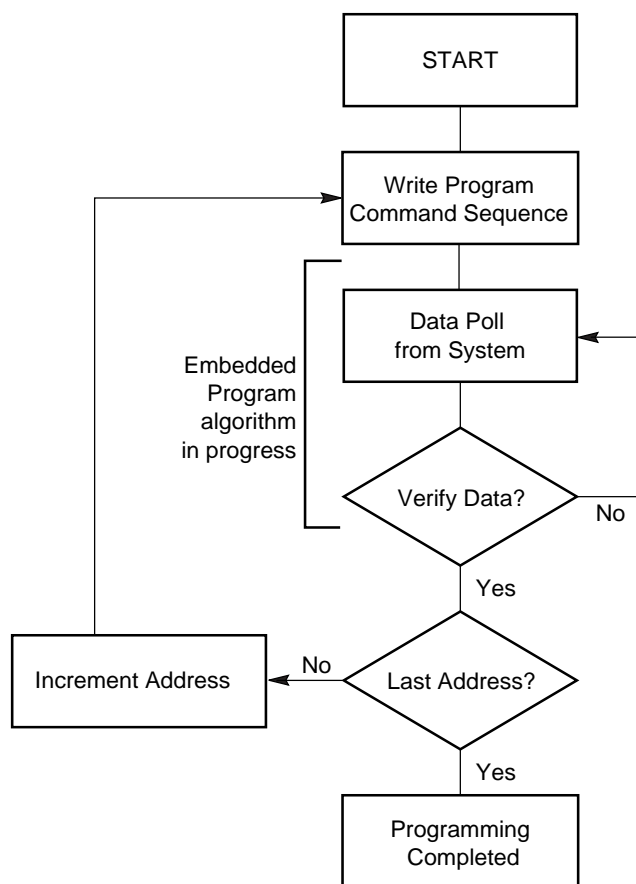 START
Write Program
Command Sequence
Data Poll
from System
Embedded
Program
algorithm
in progress
Verify Data?
No
Yes
Last Address?
No
Increment Address
Yes
Programming
Completed